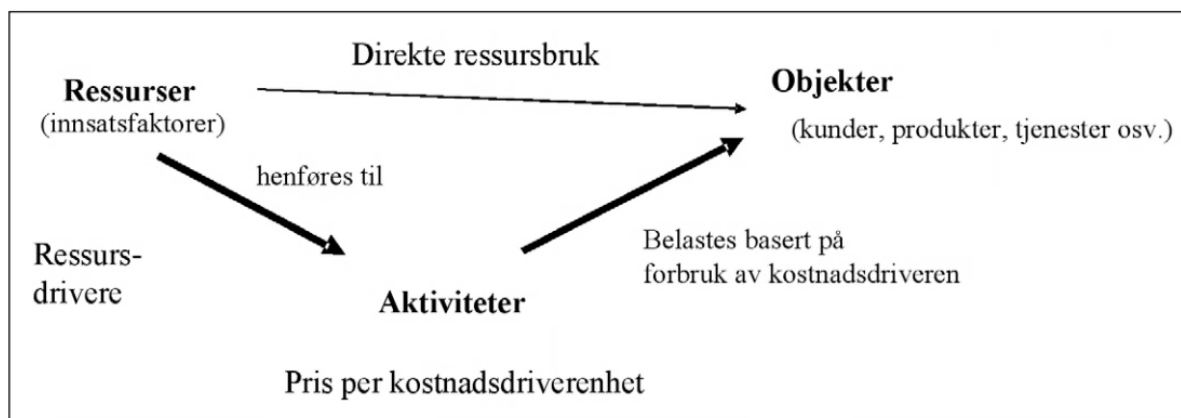 Direkte ressursbruk
Ressurser
(innsatsfaktorer)
Objekter
(kunder, produkter, tjenester osv.)
henføres til
Ressurs-
drivere
Belastes basert på
forbruk av kostnadsdriveren
Aktiviteter
Pris per kostnadsdriverenhet